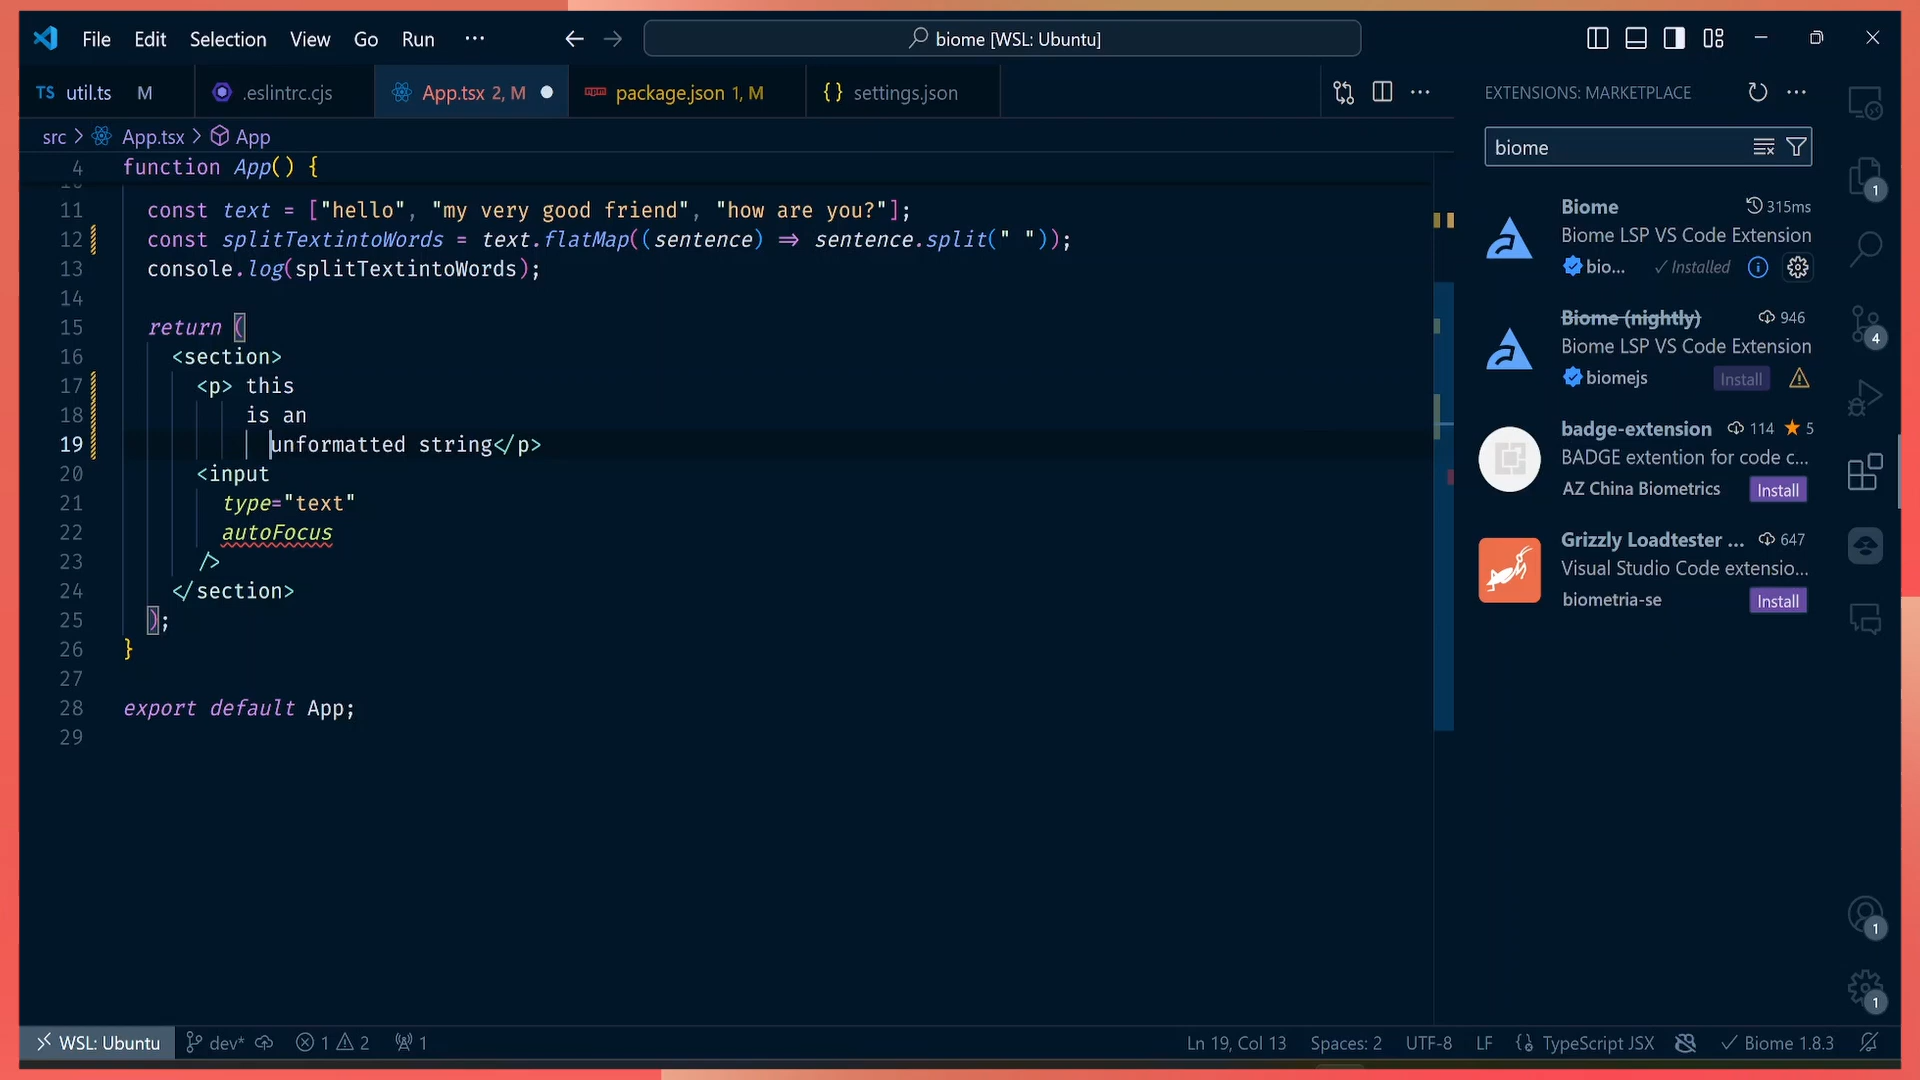 File Edit Selection View Go Run ··· biome [WSL: Ubuntu]
TS util.ts M .eslintrc.cjs App.tsx 2, M package.json 1, M {} settings.json
src > App.tsx > App
4 function App() {
11 const text = ["hello", "my very good friend", "how are you?"];
12 const splitTextintoWords = text.flatMap((sentence) => sentence.split(" "));
13 console.log(splitTextintoWords);
14
15 return (
16 <section>
17 <p> this
18 is an
19 unformatted string</p>
20 <input
21 type="text"
22 autoFocus
23 />
24 </section>
25 );
26 }
27
28 export default App;
29
EXTENSIONS: MARKETPLACE
biome
Biome 315ms
Biome LSP VS Code Extension
bio... ✓ Installed
Biome (nightly) 946
Biome LSP VS Code Extension
biomejs Install
badge-extension 114 ★ 5
BADGE extention for code c...
AZ China Biometrics Install
Grizzly Loadtester ... 647
Visual Studio Code extensio...
biometria-se Install
1
4
1
1
WSL: Ubuntu dev* 1 2 1 Ln 19, Col 13 Spaces: 2 UTF-8 LF TypeScript JSX ✓ Biome 1.8.3